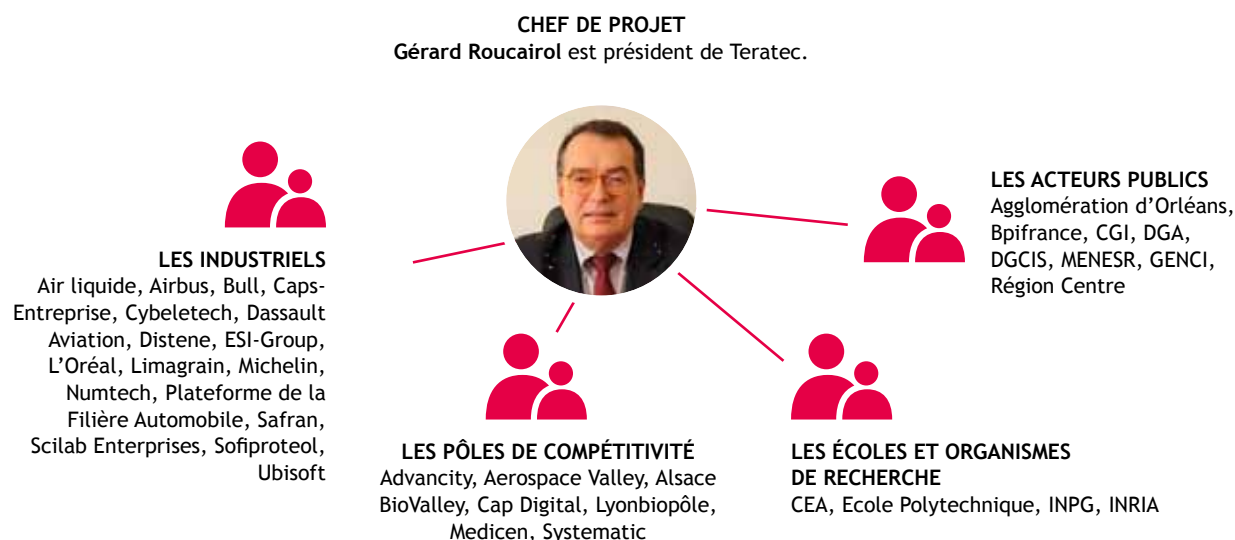 CHEF DE PROJET
Gérard Roucairol est président de Teratec.
LES INDUSTRIELS
Air liquide, Airbus, Bull, Caps-
Entreprise, Cybeletech, Dassault
Aviation, Distene, ESI-Group,
L’Oréal, Limagrain, Michelin,
Numtech, Plateforme de la
Filière Automobile, Safran,
Scilab Enterprises, Sofiproteol,
Ubisoft
LES PÔLES DE COMPÉTITIVITÉ
Advancity, Aerospace Valley, Alsace
BioValley, Cap Digital, Lyonbiopôle,
Medicen, Systematic
LES ÉCOLES ET ORGANISMES
DE RECHERCHE
CEA, Ecole Polytechnique, INPG, INRIA
LES ACTEURS PUBLICS
Agglomération d’Orléans,
Bpifrance, CGI, DGA,
DGCIS, MENESR, GENCI,
Région Centre